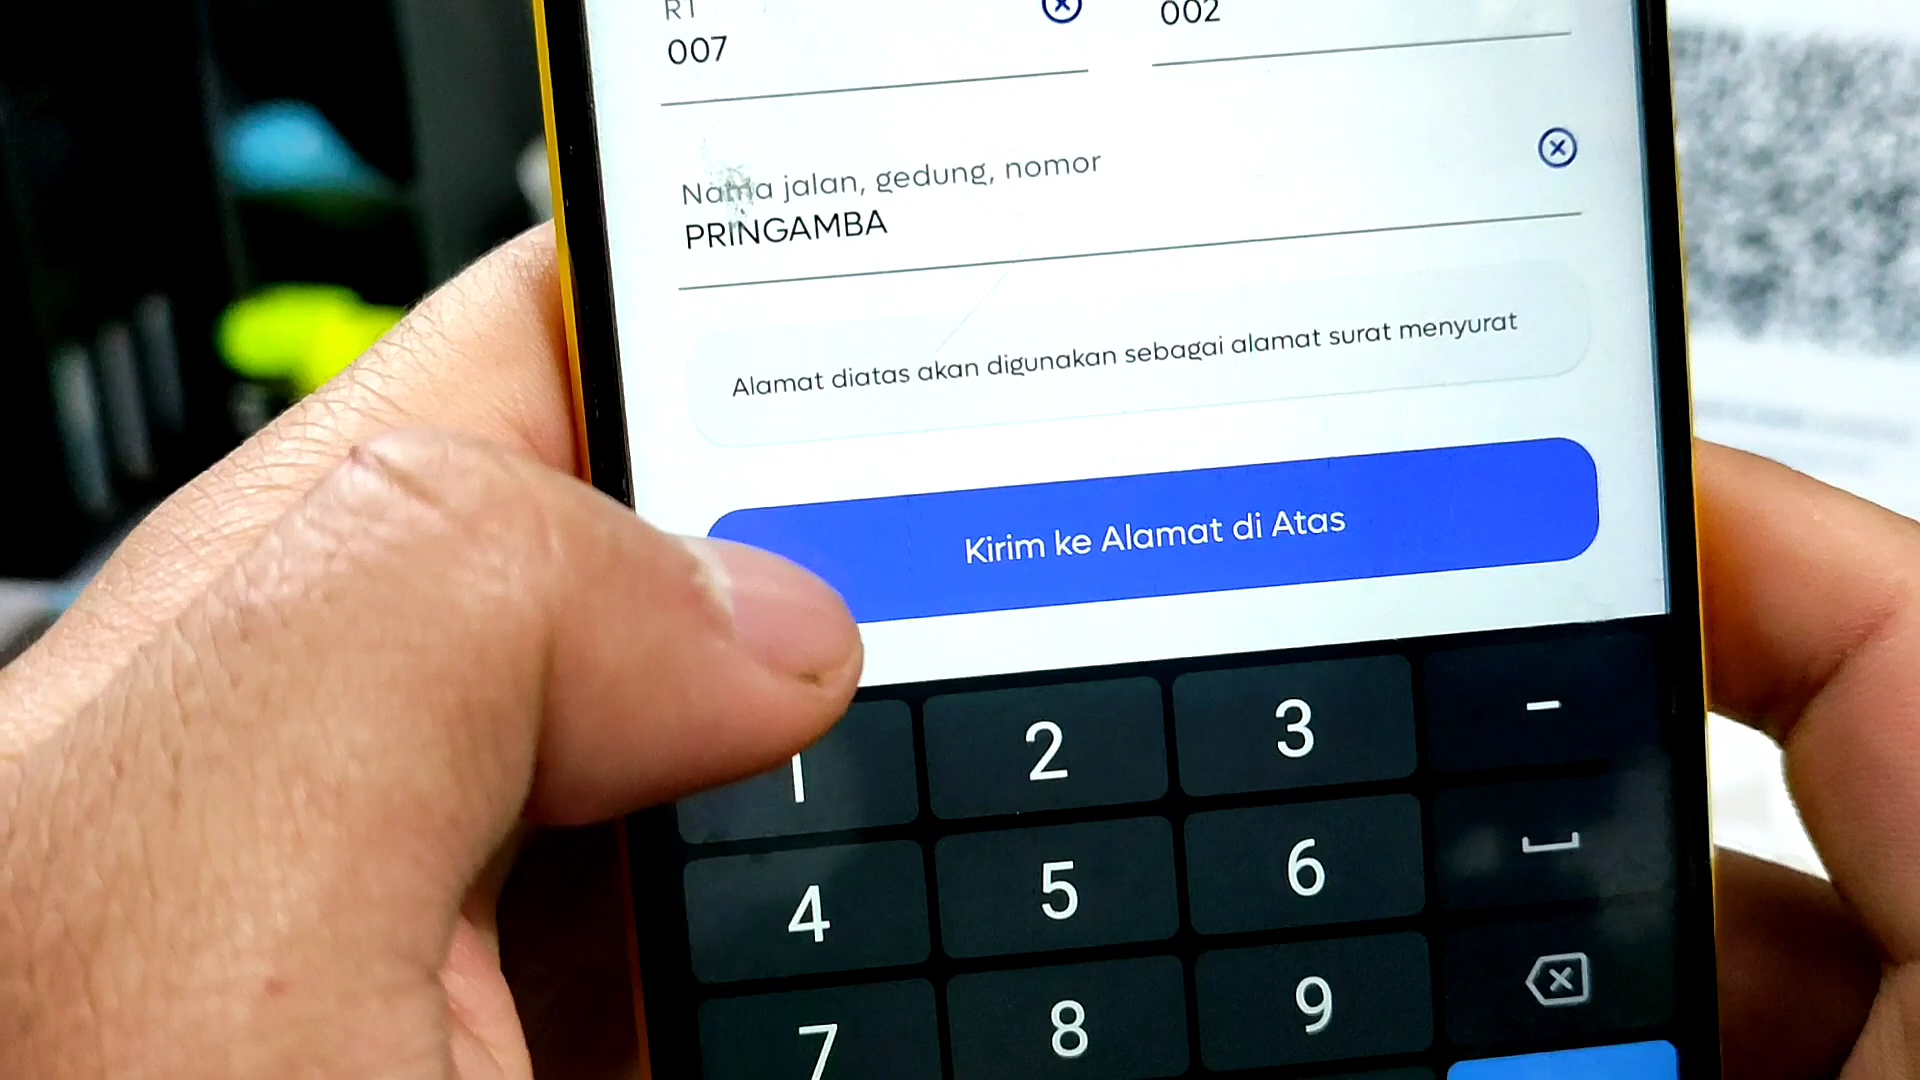 RT
007
002
Nama jalan, gedung, nomor
PRINGAMBA
Alamat diatas akan digunakan sebagai alamat surat menyurat
Kirim ke Alamat di Atas
1 2 3 –
4 5 6
7 8 9